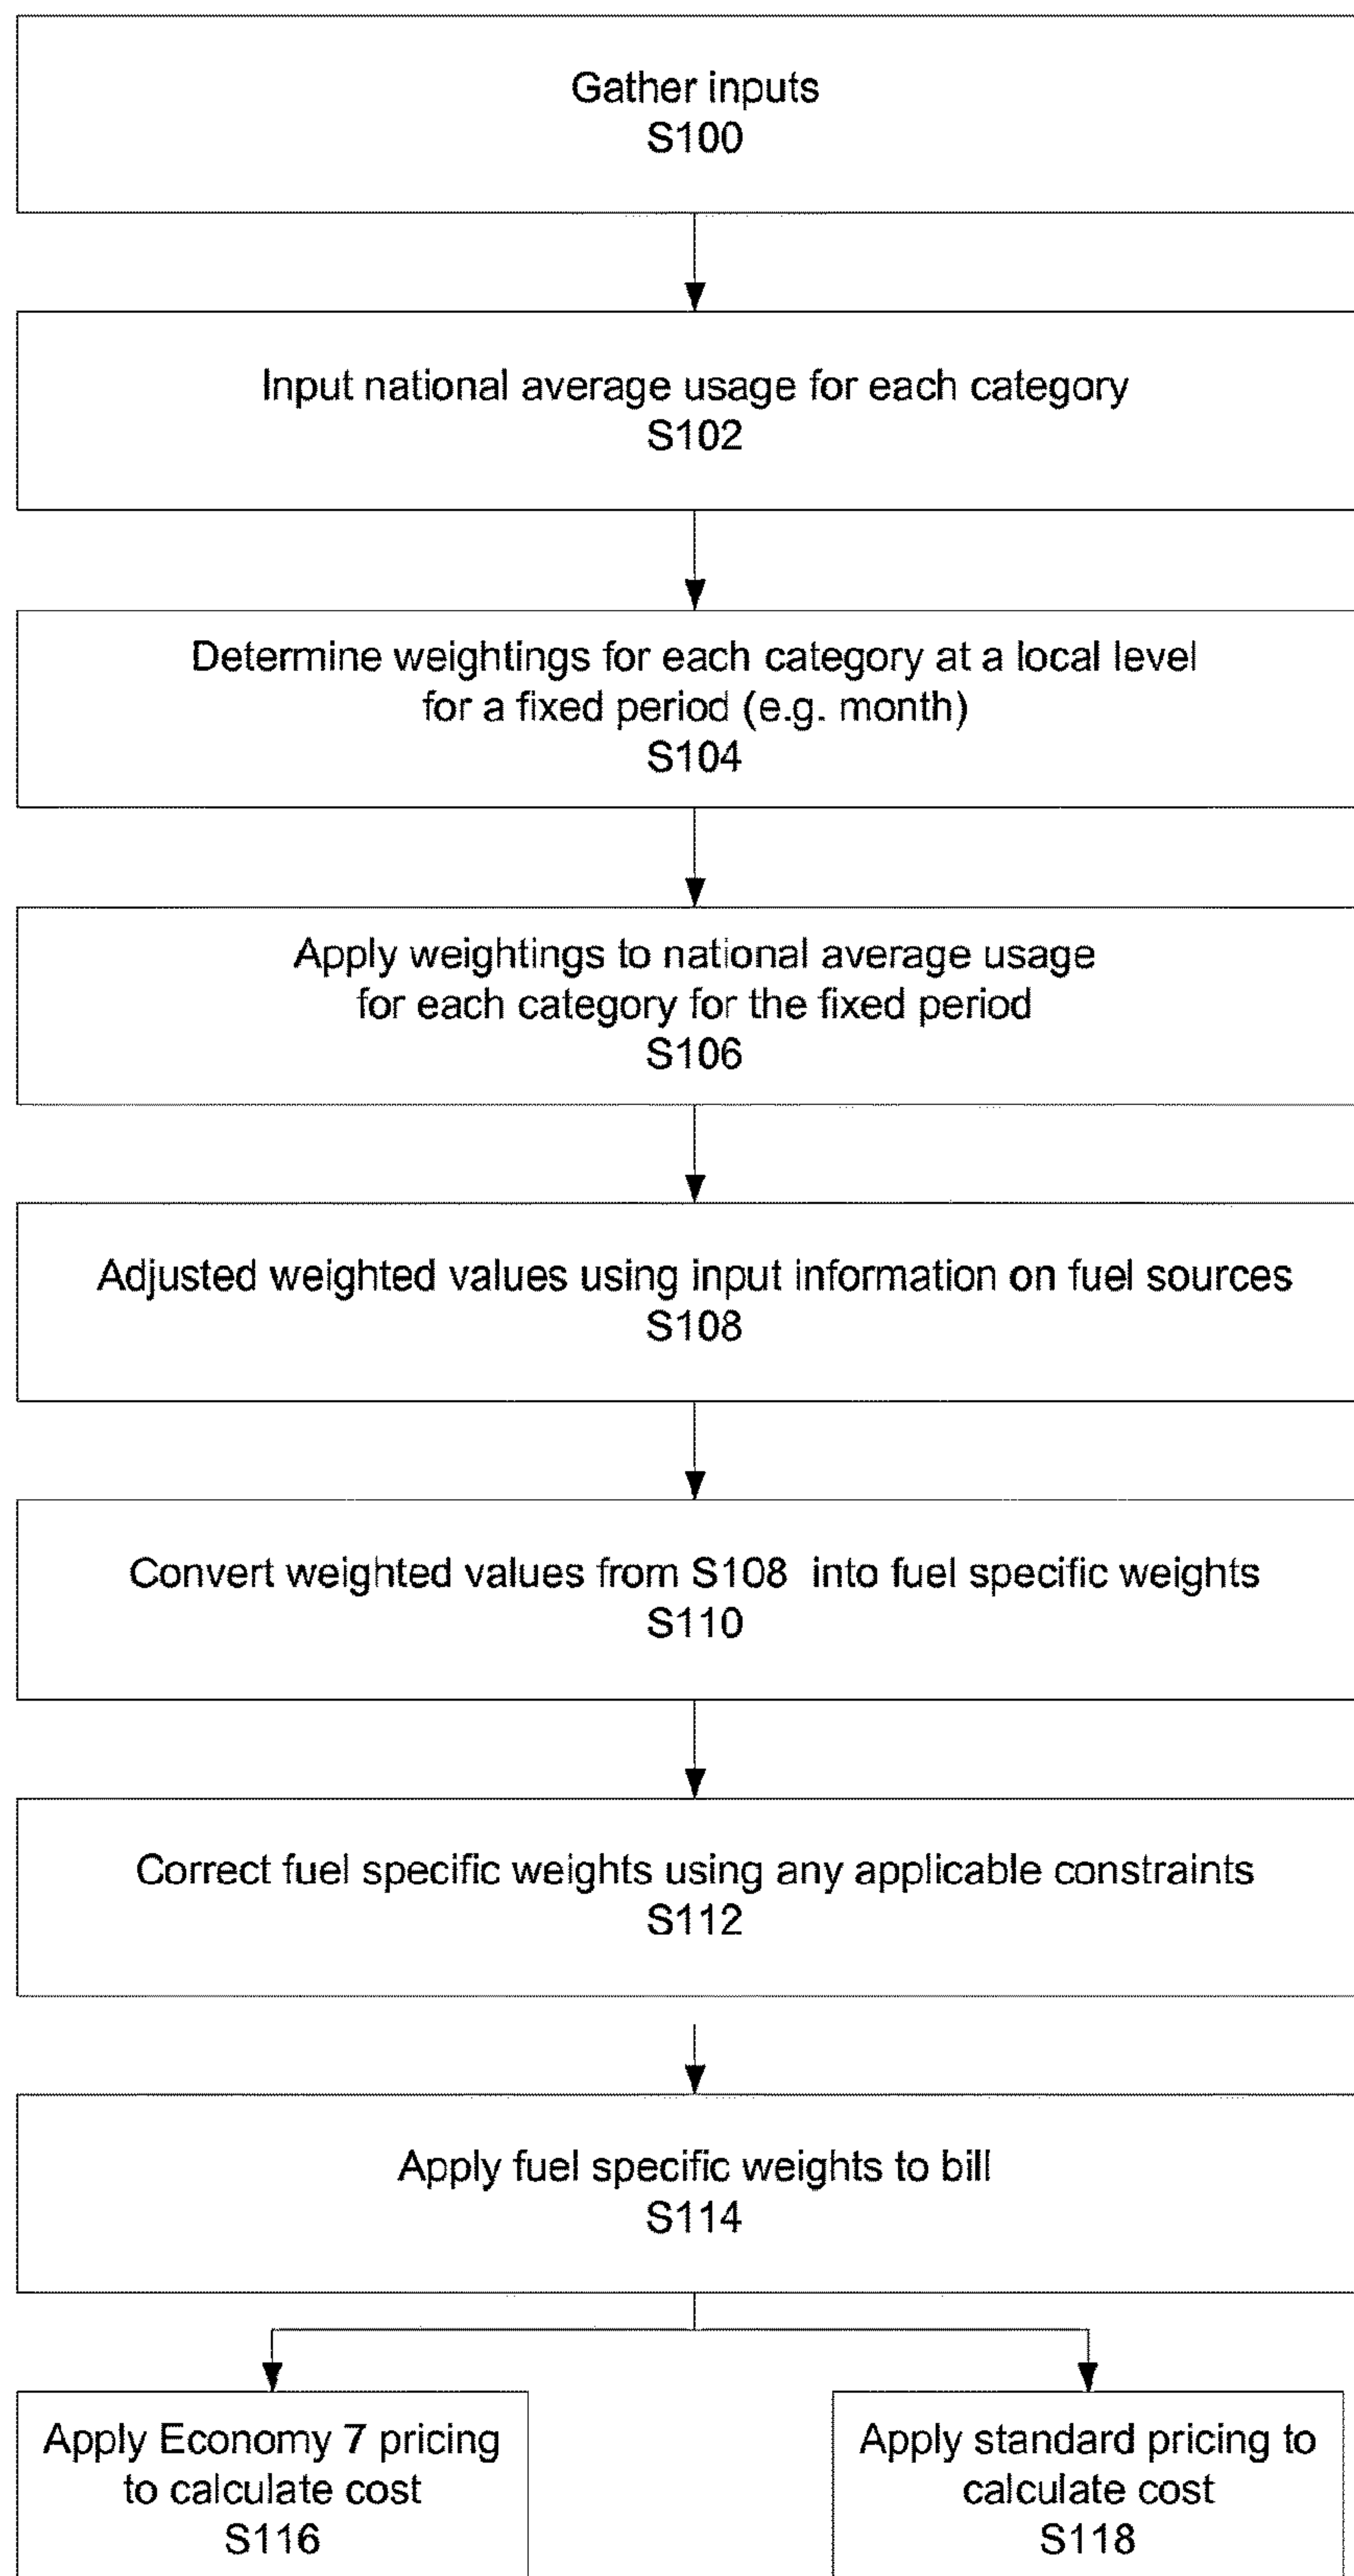 Gather inputs
S100
Input national average usage for each category
S102
Determine weightings for each category at a local level
for a fixed period (e.g. month)
S104
Apply weightings to national average usage
for each category for the fixed period
S106
Adjusted weighted values using input information on fuel sources
S108
Convert weighted values from S108 into fuel specific weights
S110
Correct fuel specific weights using any applicable constraints
S112
Apply fuel specific weights to bill
S114
Apply Economy 7 pricing
to calculate cost
S116
Apply standard pricing to
calculate cost
S118